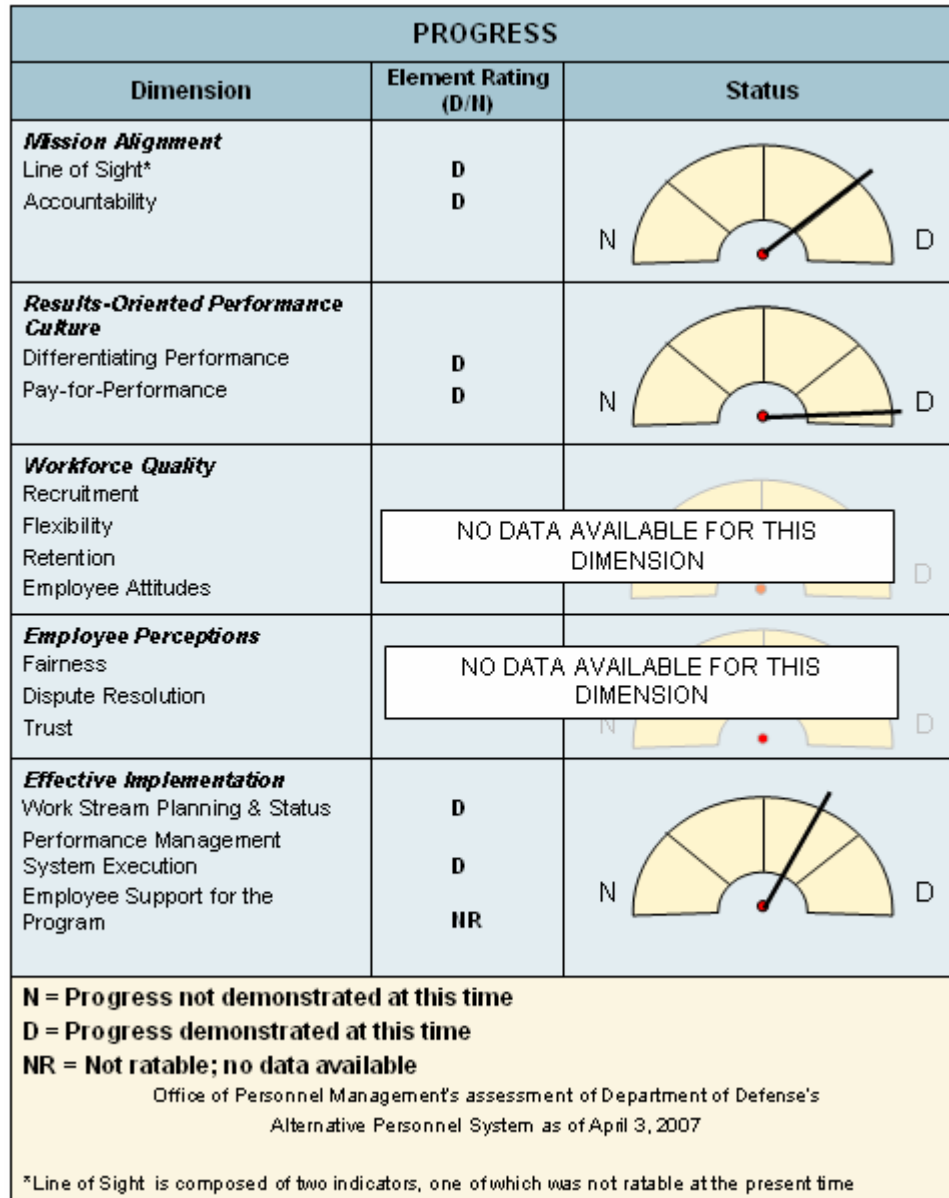 PROGRESS
Dimension
Element Rating
(D/N)
Status
Mission Alignment
Line of Sight* D
Accountability D
N D
Results-Oriented Performance
Culture
Differentiating Performance D
Pay-for-Performance D
N D
Workforce Quality
Recruitment
Flexibility
Retention
Employee Attitudes
NO DATA AVAILABLE FOR THIS
DIMENSION
D
Employee Perceptions
Fairness
Dispute Resolution
Trust
NO DATA AVAILABLE FOR THIS
DIMENSION
N D
Effective Implementation
Work Stream Planning & Status D
Performance Management
System Execution D
Employee Support for the
Program NR
N D
N = Progress not demonstrated at this time
D = Progress demonstrated at this time
NR = Not ratable; no data available
Office of Personnel Management's assessment of Department of Defense's
Alternative Personnel System as of April 3, 2007
*Line of Sight is composed of two indicators, one of which was not ratable at the present time